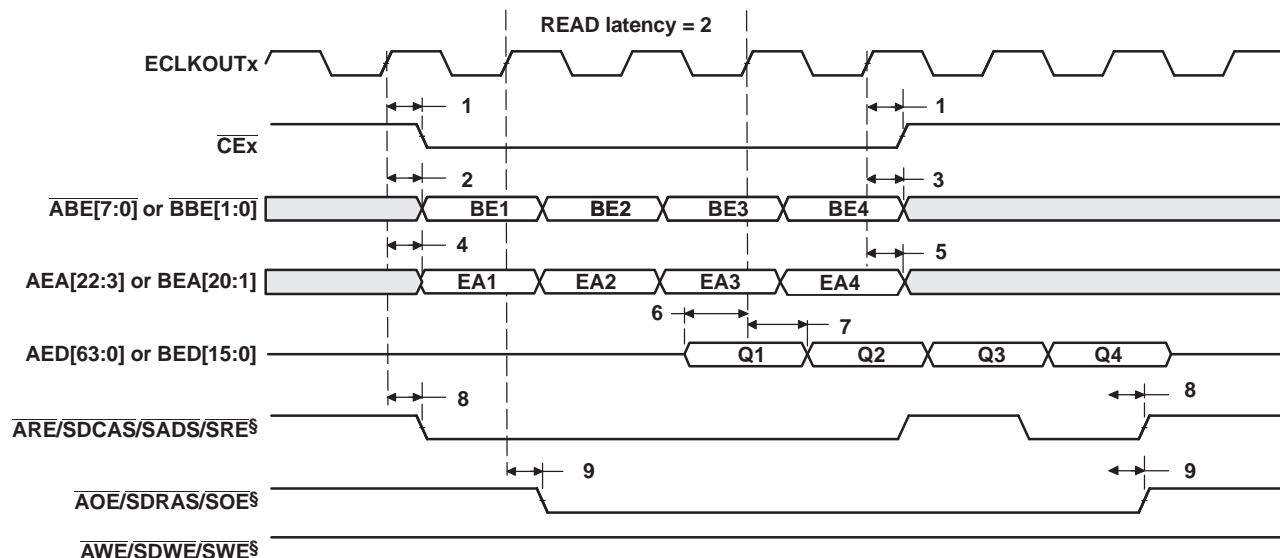 READ latency = 2
ECLKOUTx
1 1
CEx
2 3
ABE[7:0] or BBE[1:0] BE1 BE2 BE3 BE4
4 5
AEA[22:3] or BEA[20:1] EA1 EA2 EA3 EA4
6 7
AED[63:0] or BED[15:0] Q1 Q2 Q3 Q4
8 8
ARE/SDCAS/SADS/SRE§
9 9
AOE/SDRAS/SOE§
AWE/SDWE/SWE§